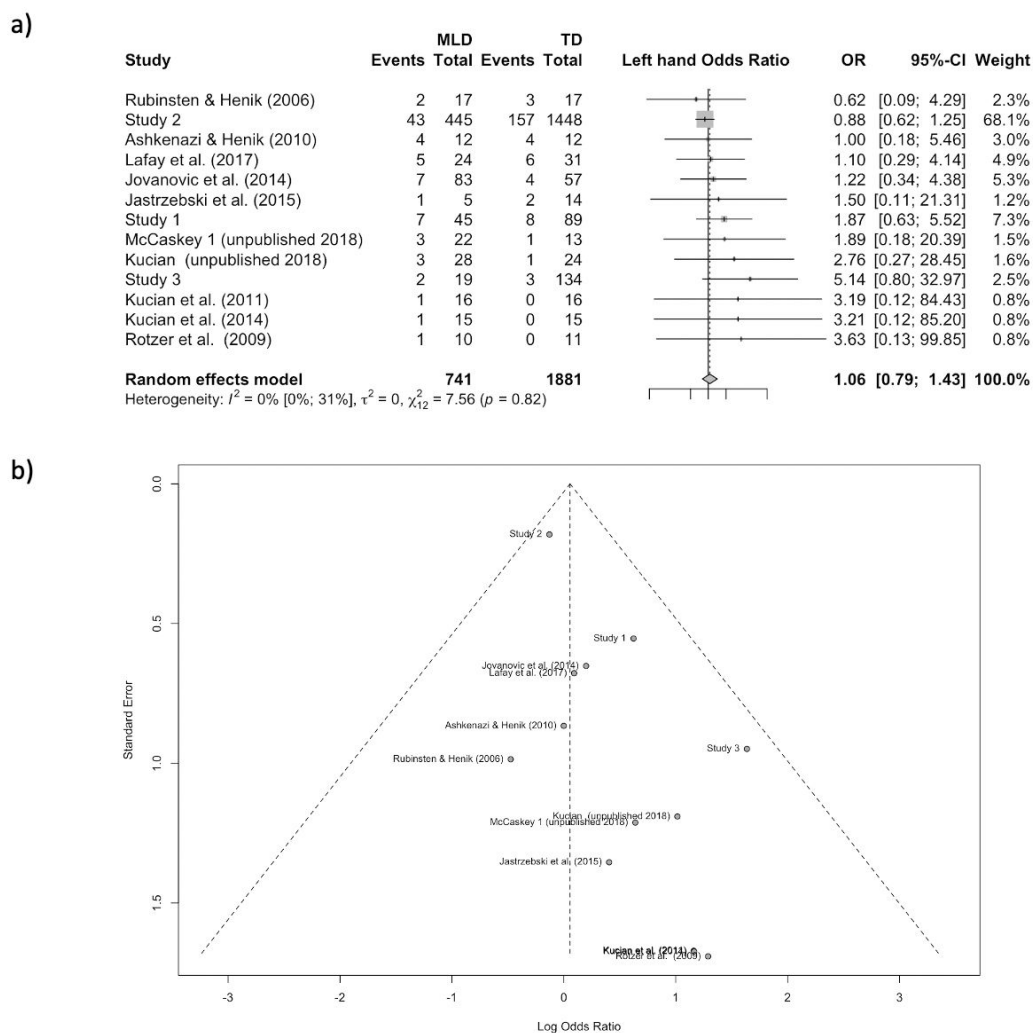 a)
MLD TD
Study Events Total Events Total Left hand Odds Ratio OR 95%-CI Weight
Rubinsten & Henik (2006) 2 17 3 17 0.62 [0.09; 4.29] 2.3%
Study 2 43 445 157 1448 0.88 [0.62; 1.25] 68.1%
Ashkenazi & Henik (2010) 4 12 4 12 1.00 [0.18; 5.46] 3.0%
Lafay et al. (2017) 5 24 6 31 1.10 [0.29; 4.14] 4.9%
Jovanovic et al. (2014) 7 83 4 57 1.22 [0.34; 4.38] 5.3%
Jastrzebski et al. (2015) 1 5 2 14 1.50 [0.11; 21.31] 1.2%
Study 1 7 45 8 89 1.87 [0.63; 5.52] 7.3%
McCaskey 1 (unpublished 2018) 3 22 1 13 1.89 [0.18; 20.39] 1.5%
Kucian (unpublished 2018) 3 28 1 24 2.76 [0.27; 28.45] 1.6%
Study 3 2 19 3 134 5.14 [0.80; 32.97] 2.5%
Kucian et al. (2011) 1 16 0 16 3.19 [0.12; 84.43] 0.8%
Kucian et al. (2014) 1 15 0 15 3.21 [0.12; 85.20] 0.8%
Rotzer et al. (2009) 1 10 0 11 3.63 [0.13; 99.85] 0.8%
Random effects model 741 1881 1.06 [0.79; 1.43] 100.0%
Heterogeneity: I² = 0% [0%; 31%], τ² = 0, χ²₁₂ = 7.56 (p = 0.82)
b)
0.0
Study 2
0.5
Study 1
Jovanovic et al. (2014)
Lafay et al. (2017)
Ashkenazi & Henik (2010)
Study 3
Standard Error
1.0
Rubinsten & Henik (2006)
Kucian (unpublished 2018)
McCaskey 1 (unpublished 2018)
Jastrzebski et al. (2015)
1.5
Kucian et al.
Rotzer et al. (2009)
-3 -2 -1 0 1 2 3
Log Odds Ratio